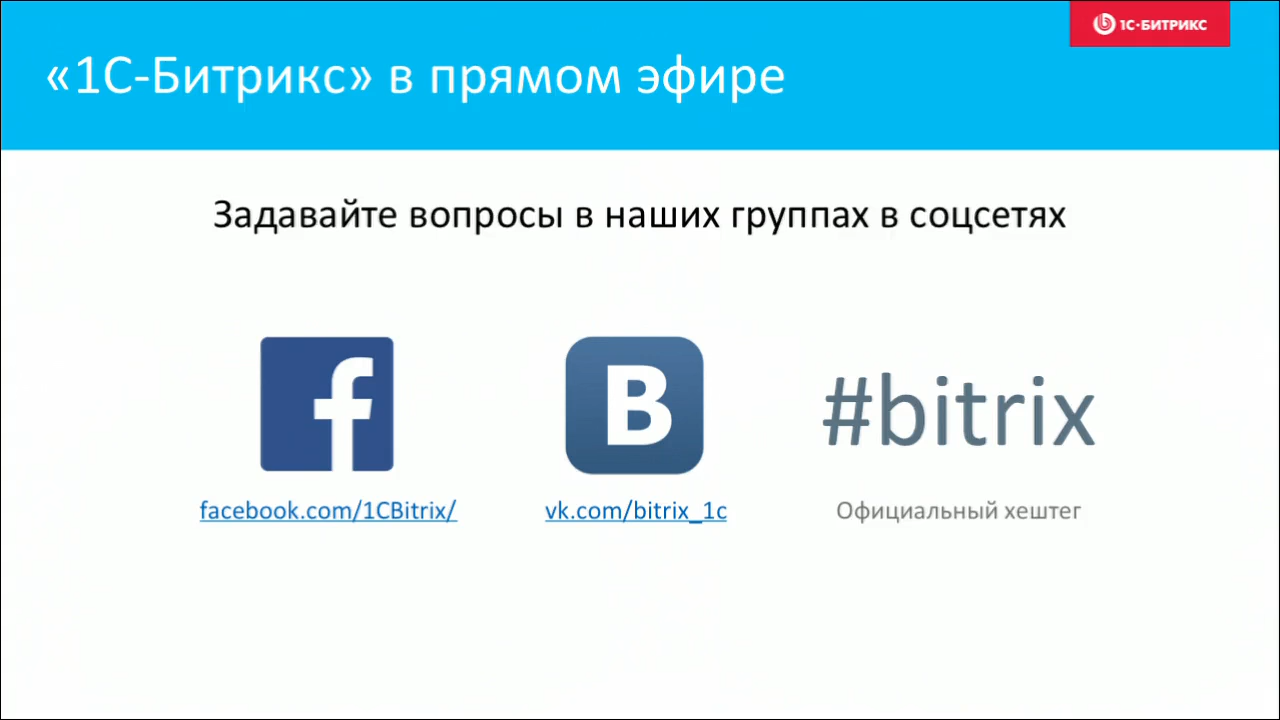 1С-БИТРИКС
«1С-Битрикс» в прямом эфире
Задавайте вопросы в наших группах в соцсетях
f
B
#bitrix
facebook.com/1CBitrix/
vk.com/bitrix_1c
Официальный хештег